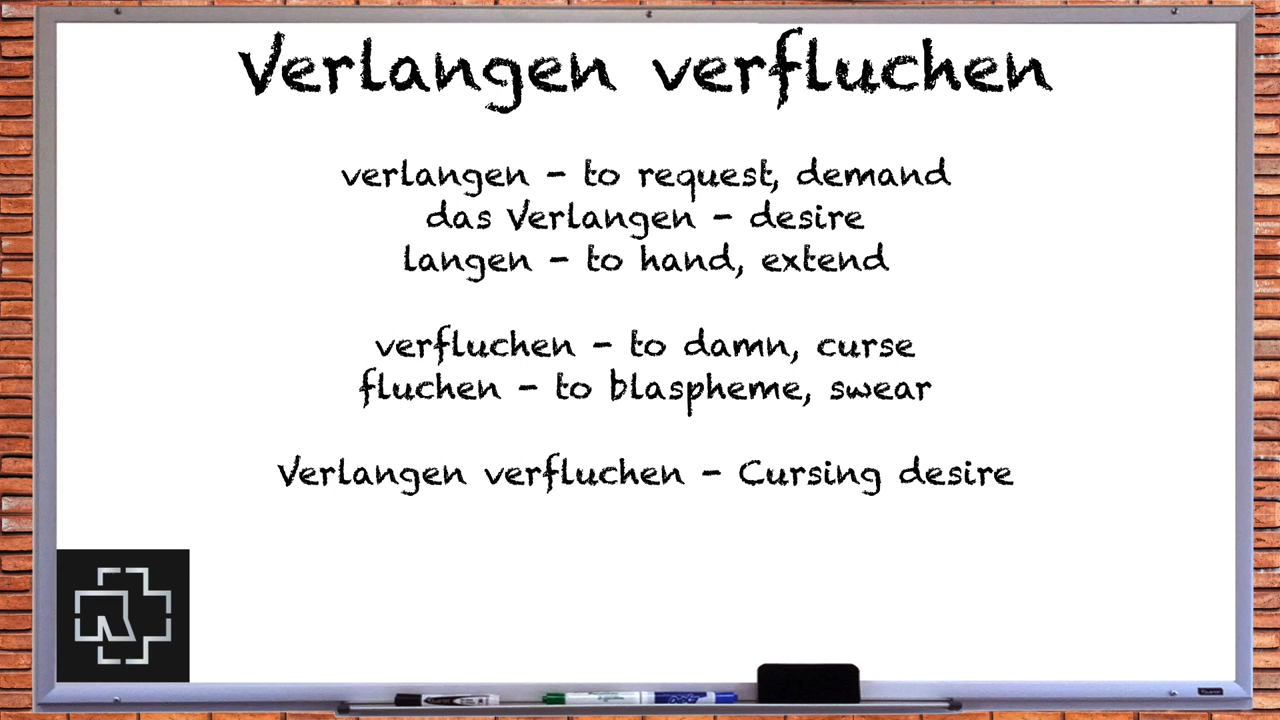 Verlangen verfluchen
verlangen - to request, demand
das Verlangen - desire
langen - to hand, extend
verfluchen - to damn, curse
fluchen - to blaspheme, swear
Verlangen verfluchen - Cursing desire